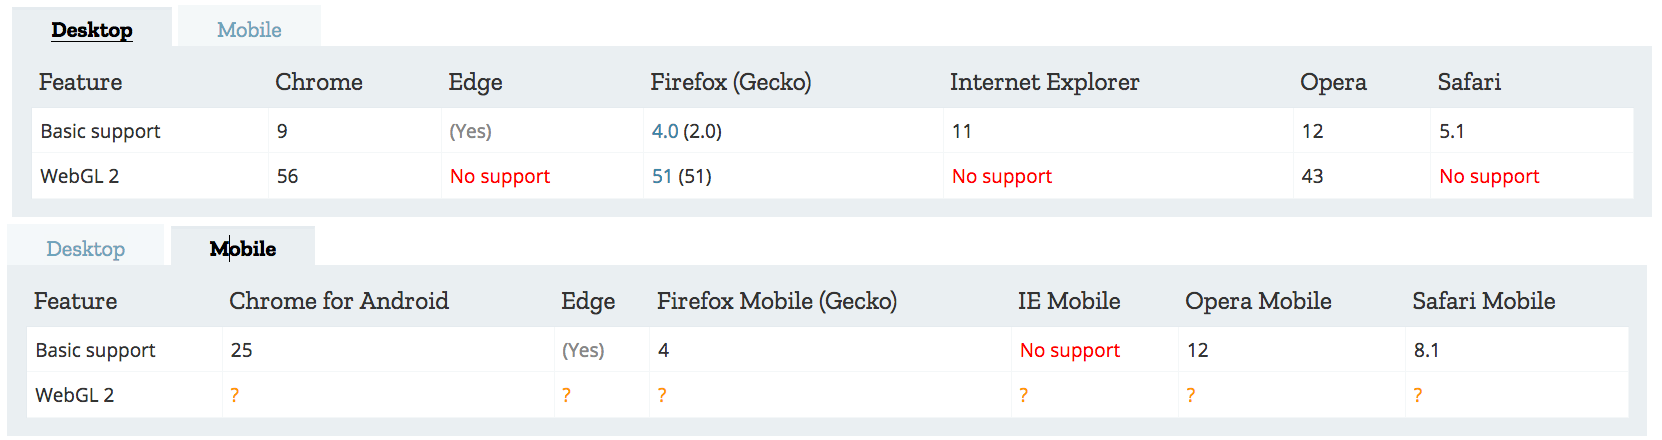 Desktop Mobile
Feature Chrome Edge Firefox (Gecko) Internet Explorer Opera Safari
Basic support 9 (Yes) 4.0 (2.0) 11 12 5.1
WebGL 2 56 No support 51 (51) No support 43 No support
Desktop Mobile
Feature Chrome for Android Edge Firefox Mobile (Gecko) IE Mobile Opera Mobile Safari Mobile
Basic support 25 (Yes) 4 No support 12 8.1
WebGL 2 ? ? ? ? ? ?